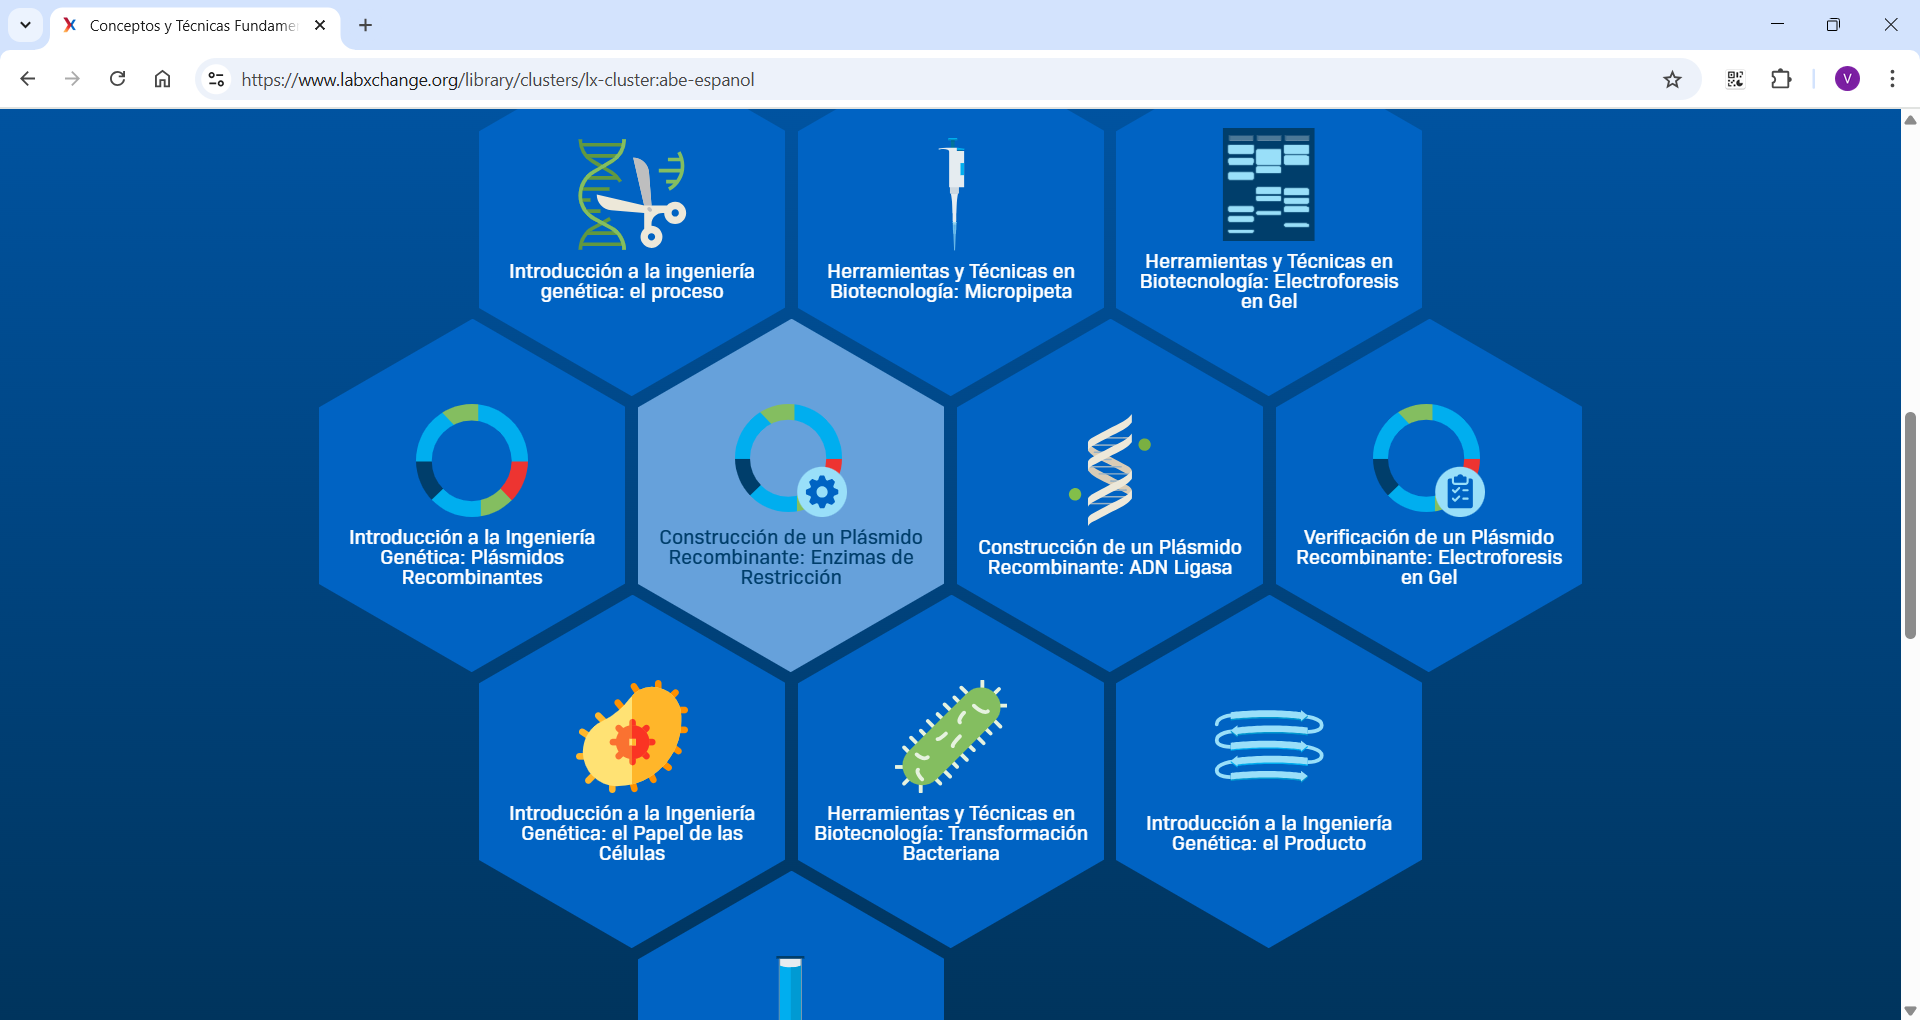 Conceptos y Técnicas Fundame
https://www.labxchange.org/library/clusters/lx-cluster:abe-espanol
V
Introducción a la ingeniería
genética: el proceso
Herramientas y Técnicas en
Biotecnología: Micropipeta
Herramientas y Técnicas en
Biotecnología: Electroforesis
en Gel
Introducción a la Ingeniería
Genética: Plásmidos
Recombinantes
Construcción de un Plásmido
Recombinante: Enzimas de
Restricción
Construcción de un Plásmido
Recombinante: ADN Ligasa
Verificación de un Plásmido
Recombinante: Electroforesis
en Gel
Introducción a la Ingeniería
Genética: el Papel de las
Células
Herramientas y Técnicas en
Biotecnología: Transformación
Bacteriana
Introducción a la Ingeniería
Genética: el Producto